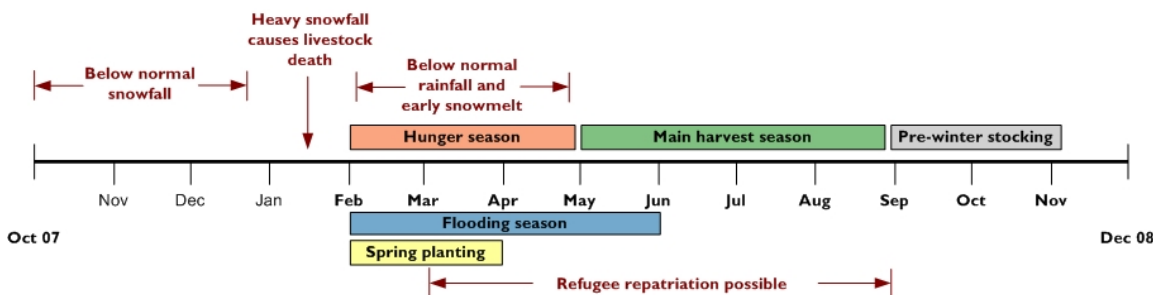 Heavy snowfall
causes livestock
death
Below normal
snowfall
Below normal
rainfall and
early snowmelt
Hunger season
Main harvest season
Pre-winter stocking
Nov
Dec
Jan
Feb
Mar
Apr
May
Jun
Jul
Aug
Sep
Oct
Nov
Oct 07
Dec 08
Flooding season
Spring planting
Refugee repatriation possible